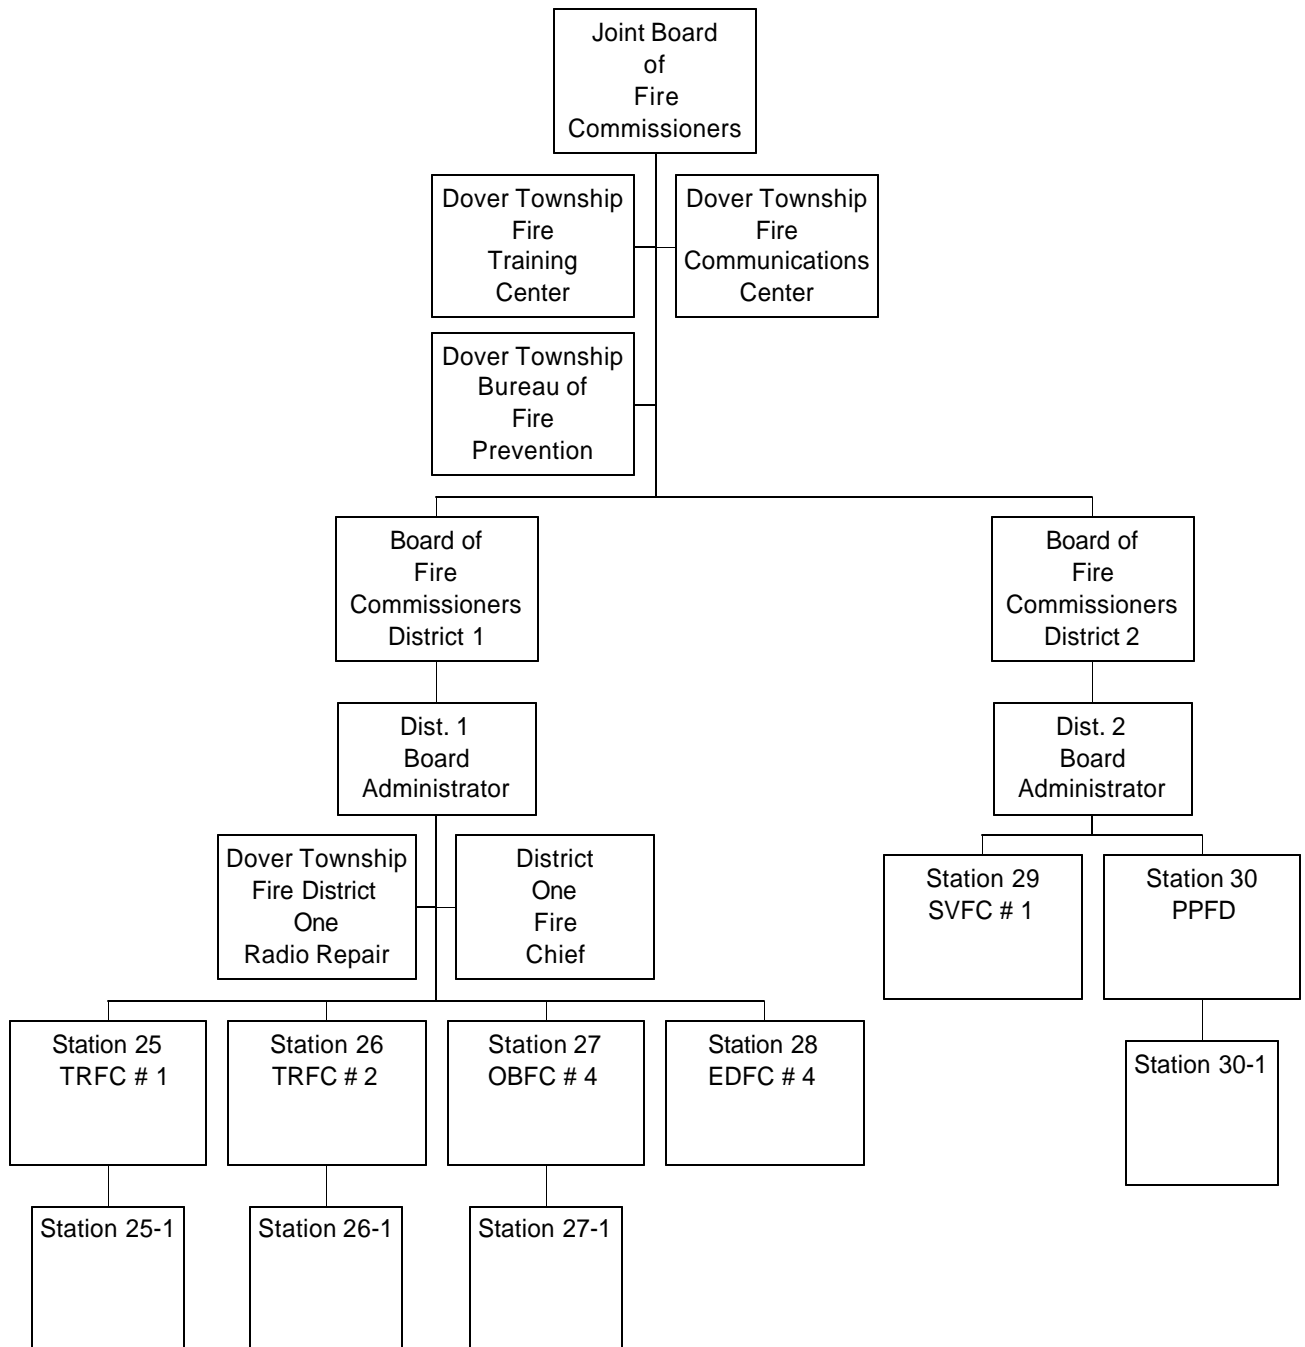 Joint Board
of
Fire
Commissioners
Dover Township
Fire
Training
Center
Dover Township
Fire
Communications
Center
Dover Township
Bureau of
Fire
Prevention
Board of
Fire
Commissioners
District 1
Board of
Fire
Commissioners
District 2
Dist. 1
Board
Administrator
Dist. 2
Board
Administrator
Dover Township
Fire District
One
Radio Repair
District
One
Fire
Chief
Station 29
SVFC # 1
Station 30
PPFD
Station 25
TRFC # 1
Station 26
TRFC # 2
Station 27
OBFC # 4
Station 28
EDFC # 4
Station 30-1
Station 25-1
Station 26-1
Station 27-1